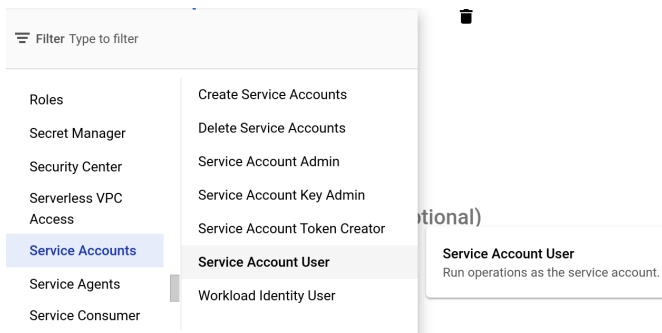 Filter Type to filter
Roles
Secret Manager
Security Center
Serverless VPC
Access
Service Accounts
Service Agents
Service Consumer
Create Service Accounts
Delete Service Accounts
Service Account Admin
Service Account Key Admin
Service Account Token Creator
Service Account User
Workload Identity User
tional)
Service Account User
Run operations as the service account.